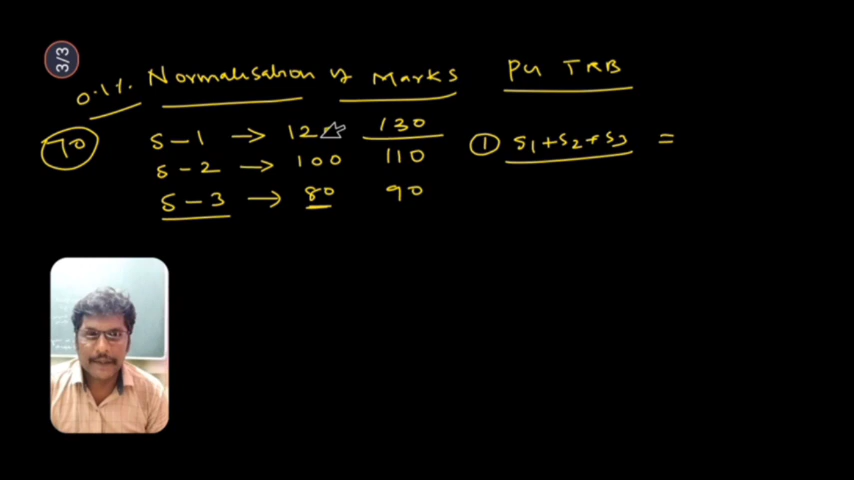 3/3
Normalisation of Marks PG TRB
0.1%.
70
S-1 → 12 130
S-2 → 100 110
S-3 → 80 90
① S1+S2+S3 =